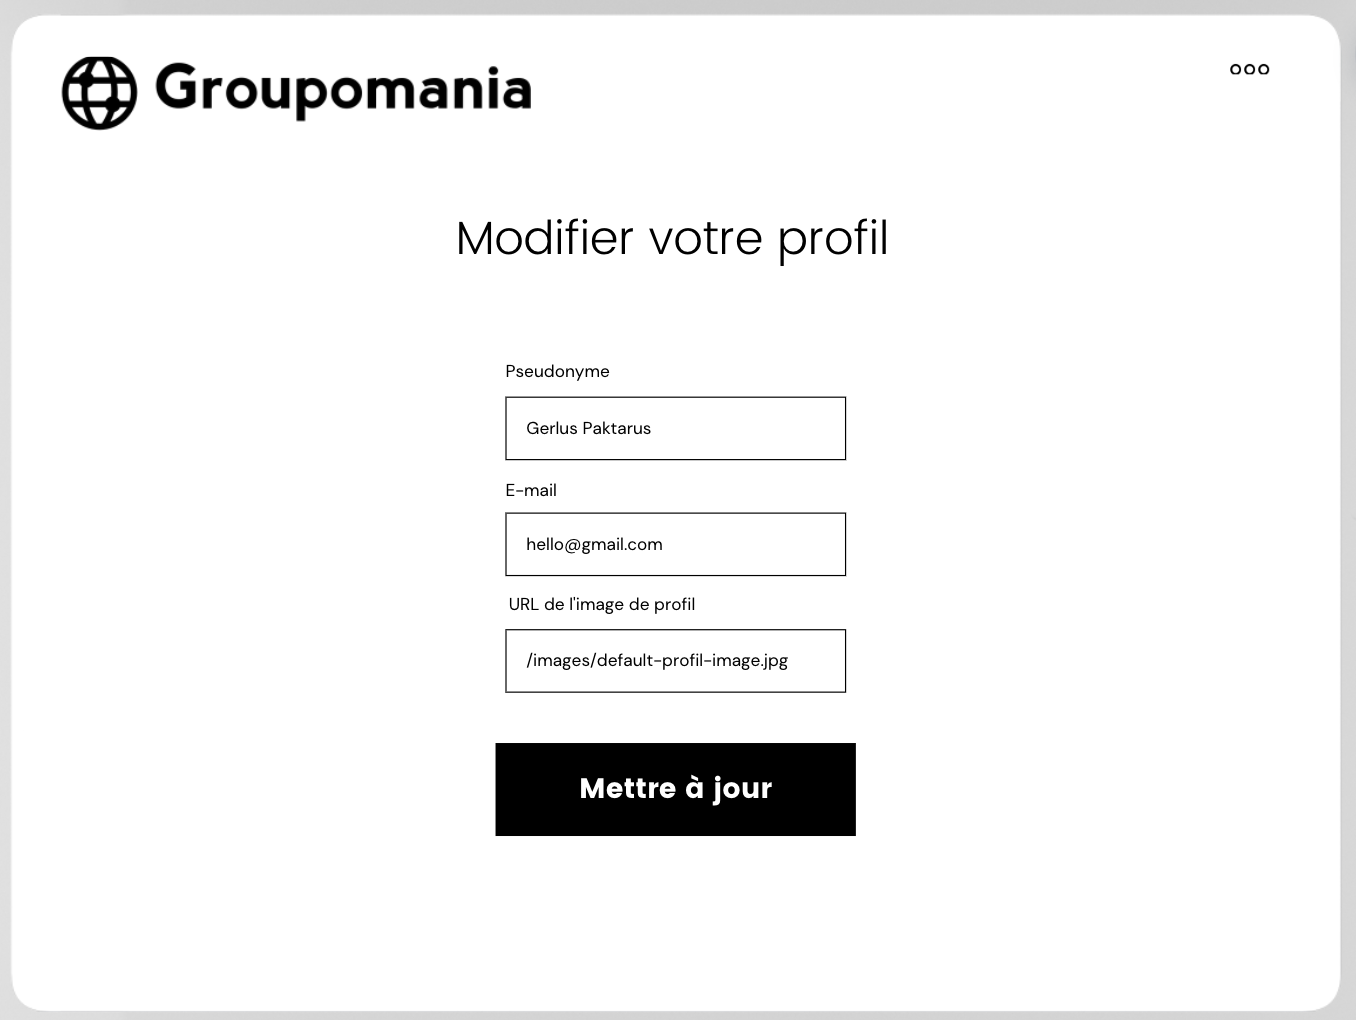 Groupomania
Modifier votre profil
Pseudonyme
Gerlus Paktarus
E-mail
hello@gmail.com
URL de l'image de profil
/images/default-profil-image.jpg
Mettre à jour